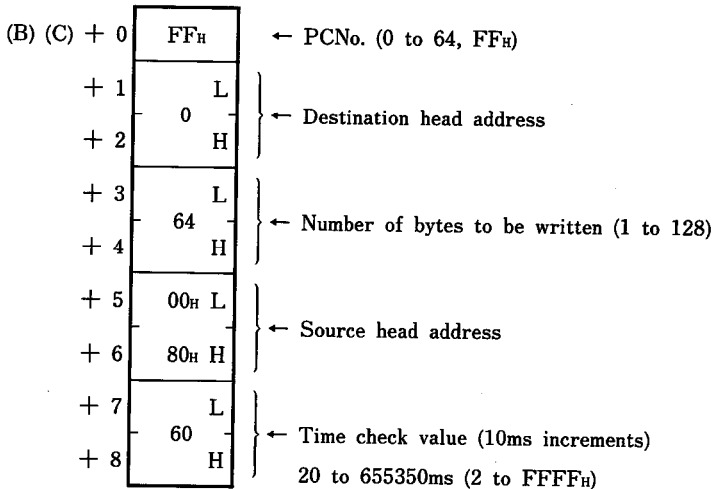 (B) (C) + 0 FFH ← PCNo. (0 to 64, FFH)
+ 1 L
0 ← Destination head address
+ 2 H
+ 3 L
64 ← Number of bytes to be written (1 to 128)
+ 4 H
+ 5 00H L
← Source head address
+ 6 80H H
+ 7 L
60 ← Time check value (10ms increments)
+ 8 H 20 to 655350ms (2 to FFFFH)